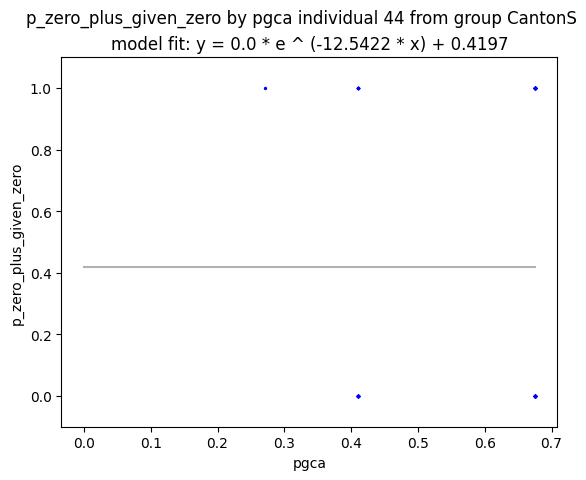 p_zero_plus_given_zero by pgca individual 44 from group CantonS
model fit: y = 0.0 * e ^ (-12.5422 * x) + 0.4197
1.0
0.8
0.6
0.4
0.2
0.0
p_zero_plus_given_zero
0.0 0.1 0.2 0.3 0.4 0.5 0.6 0.7
pgca